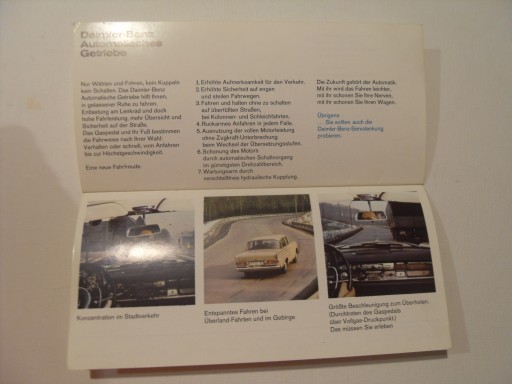 Daimler-Benz
Automatisches
Getriebe
Nur Wählen und Fahren, kein Kuppeln
kein Schalten. Das Daimler-Benz
Automatische Getriebe hilft Ihnen,
in gelassener Ruhe zu fahren,
Entlastung am Lenkrad und doch
hohe Fahrleistung, mehr Übersicht und
Sicherheit auf der Straße.
Das Gaspedal und Ihr Fuß bestimmen
die Fahrweise nach Ihrer Wahl:
Verhalten oder schnell, vom Anfahren
bis zur Höchstgeschwindigkeit.
Eine neue Fahrfreude.
1. Erhöhte Aufmerksamkeit für den Verkehr.
2. Erhöhte Sicherheit auf engen
und steilen Fahrwegen.
3. Fahren und halten ohne zu schalten
auf überfüllten Straßen,
bei Kolonnen- und Schlechtfahrten.
4. Ruckarmes Anfahren in jedem Falle.
5. Ausnutzung der vollen Motorleistung
ohne Zugkraft-Unterbrechung
beim Wechsel der Übersetzungsstufen.
6. Schonung des Motors
durch automatischen Schaltvorgang
im günstigsten Drehzahlbereich.
7. Wartungsarm durch
verschleißfreie hydraulische Kupplung.
Die Zukunft gehört der Automatik.
Mit ihr wird das Fahren leichter,
mit ihr schonen Sie Ihre Nerven,
mit ihr schonen Sie Ihren Wagen.
Übrigens
... Sie sollten auch die
Daimler-Benz-Servolenkung
probieren.
Konzentration im Stadtverkehr
Entspanntes Fahren bei
Überland-Fahrten und im Gebirge
Größte Beschleunigung zum Überholen.
(Durchtreten des Gaspedals
über Vollgas-Druckpunkt.)
Das müssen Sie erleben